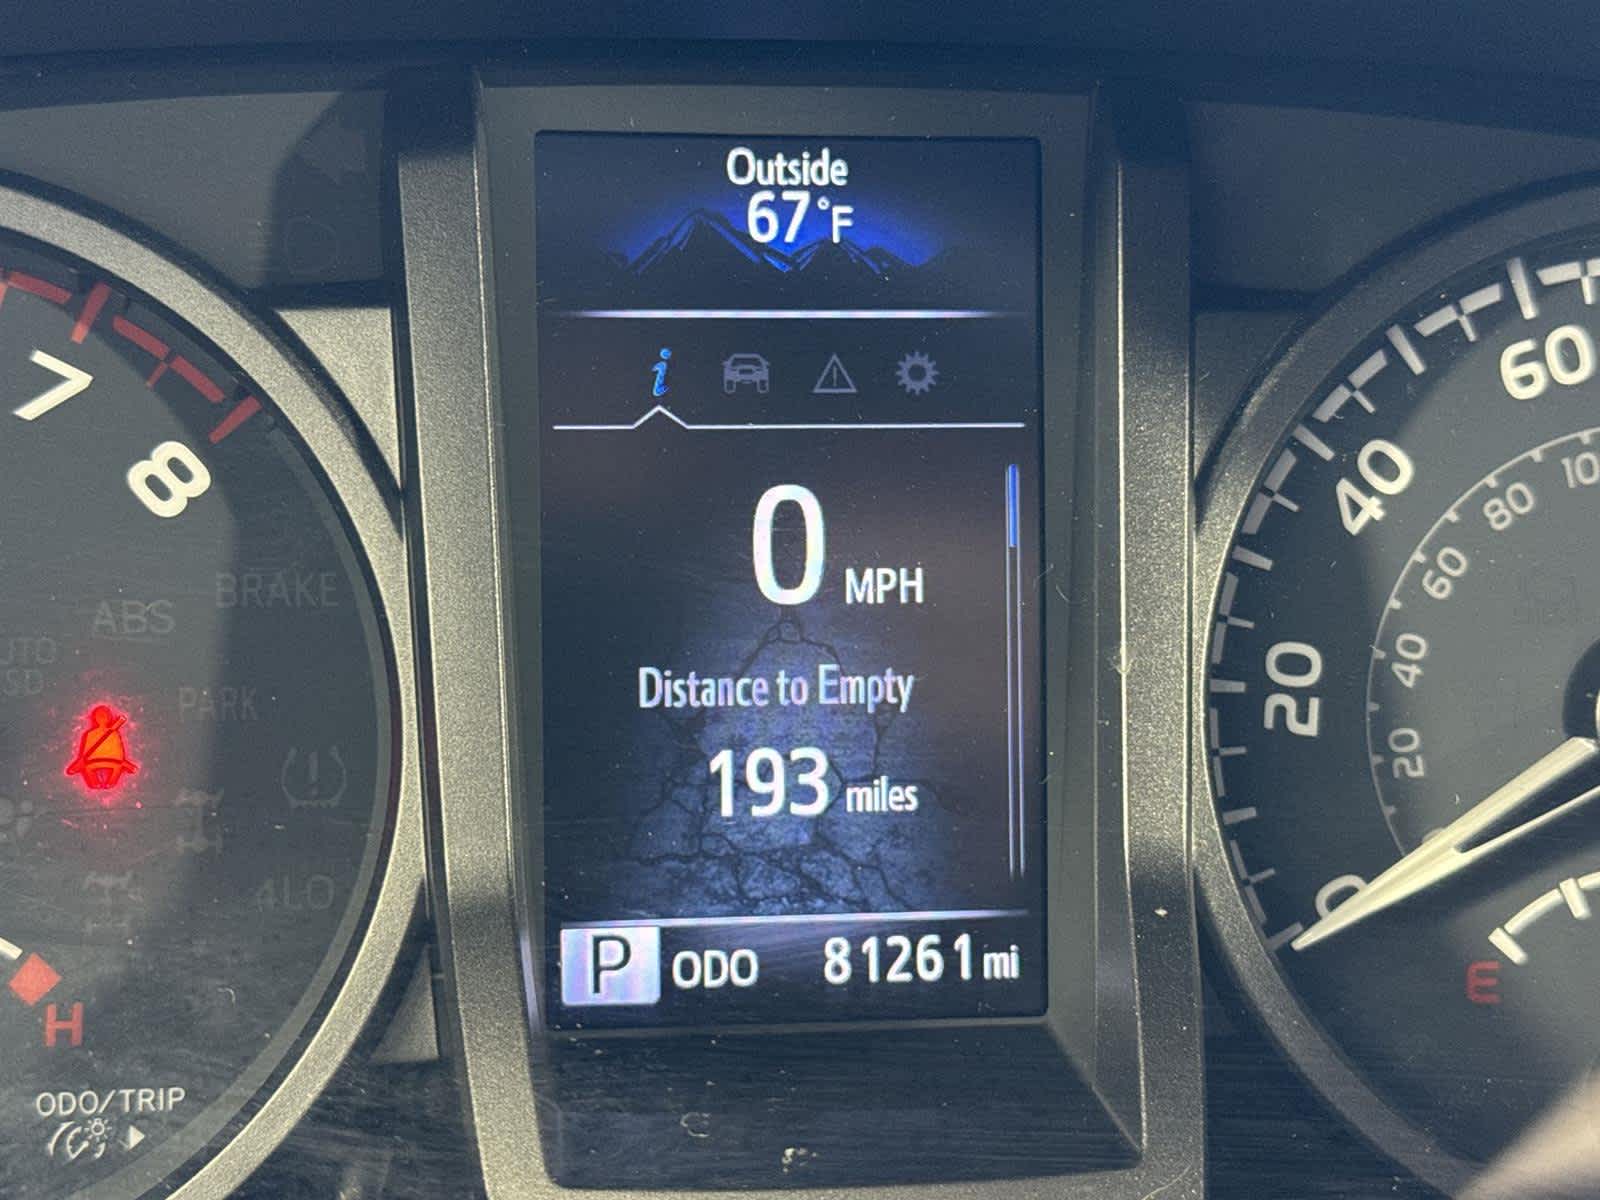 Outside
67°F
0 MPH
Distance to Empty
193 miles
P ODO 81261 mi
7
8
BRAKE
ABS
PARK
4LO
H
ODO/TRIP
60
40
20
0
E
80
60
40
20